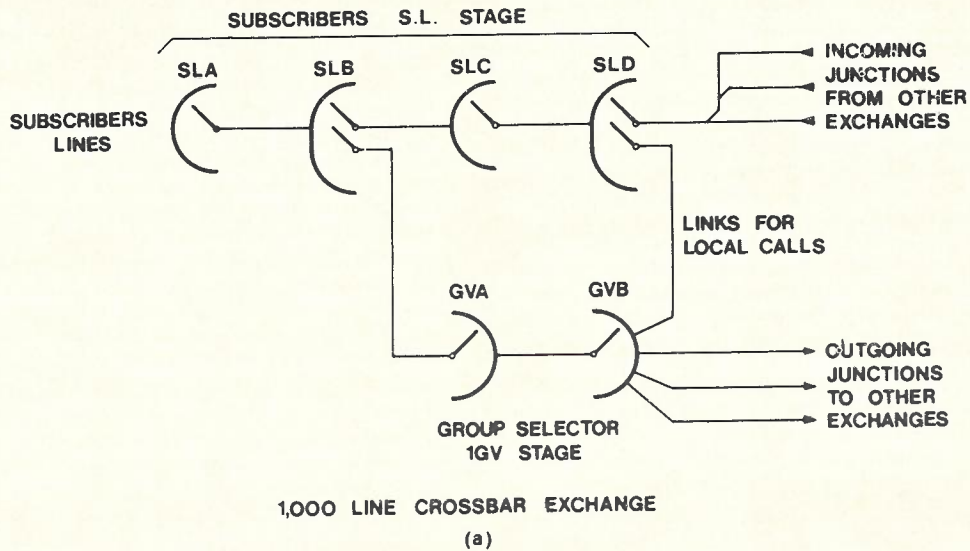 SUBSCRIBERS S.L. STAGE
SLA
SLB
SLC
SLD
SUBSCRIBERS
LINES
INCOMING
JUNCTIONS
FROM OTHER
EXCHANGES
LINKS FOR
LOCAL CALLS
GVA
GVB
OUTGOING
JUNCTIONS
TO OTHER
EXCHANGES
GROUP SELECTOR
1GV STAGE
1,000 LINE CROSSBAR EXCHANGE
(a)